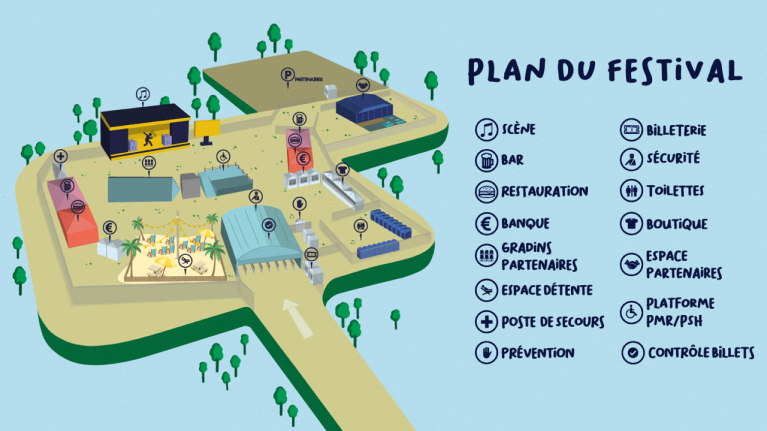 PLAN DU FESTIVAL
P PARTENAIRES
SCÈNE
BAR
RESTAURATION
€ BANQUE
GRADINS
PARTENAIRES
ESPACE DÉTENTE
POSTE DE SECOURS
PRÉVENTION
BILLETERIE
SÉCURITÉ
TOILETTES
BOUTIQUE
ESPACE
PARTENAIRES
PLATFORME
PMR/PSH
CONTRÔLE BILLETS
€
€